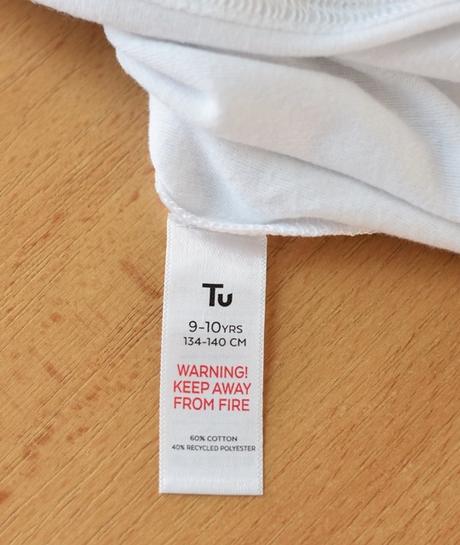 Tu
9-10YRS
134-140 CM
WARNING!
KEEP AWAY
FROM FIRE
60% COTTON
40% RECYCLED POLYESTER